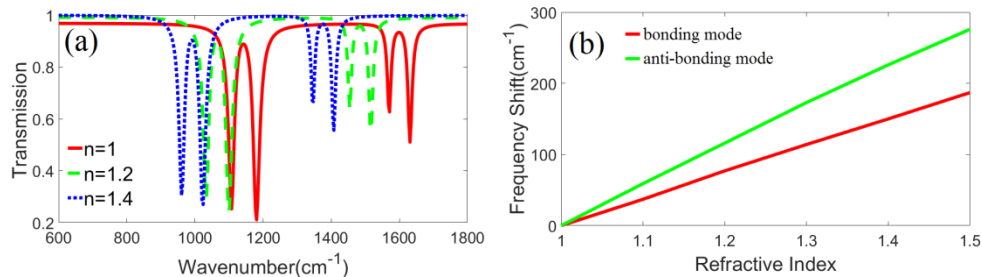 (a)
Transmission
1
0.8
0.6
0.4
0.2
n=1
n=1.2
n=1.4
600 800 1000 1200 1400 1600 1800
Wavenumber(cm⁻¹)
(b)
Frequency Shift(cm⁻¹)
300
200
100
0
bonding mode
anti-bonding mode
1 1.1 1.2 1.3 1.4 1.5
Refractive Index